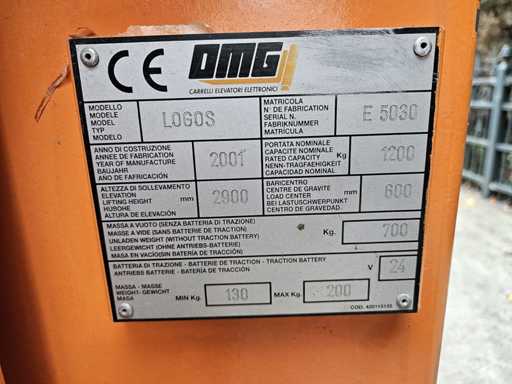 CE OMG
CARRELLI ELEVATORI ELETTRONICI
MODELLO
MODELE
MODEL
TYP
MODELO
LOGOS
MATRICOLA
N° DE FABRICATION
SERIAL N.
FABRIKNUMMER
MATRICULA
E 5030
ANNO DI COSTRUZIONE
ANNEE DE FABRICATION
YEAR OF MANUFACTURE
BAUJAHR
ANO DE FABRICACION
2001
PORTATA NOMINALE
CAPACITE NOMINALE
RATED CAPACITY
NENN-TRAGFAEHIGKEIT
CAPACIDAD NOMINAL
Kg
1200
ALTEZZA DI SOLLEVAMENTO
ELEVATION
LIFTING HEIGHT
HUBOHE
ALTURA DE ELEVACION
mm
2900
BARICENTRO
CENTRE DE GRAVITE
LOAD CENTER
BEI LASTUSCHWERPUNKT
CENTRO DE GRAVEDAD.
mm
600
MASSA A VUOTO (SENZA BATTERIA DI TRAZIONE)
MASSE A VIDE (SANS BATTERIE DE TRACTION)
UNLADEN WEIGHT (WITHOUT TRACTION BATTERY)
LEERGEWICHT (OHNE ANTRIEBS-BATTERIE)
MASA EN VACIO(SIN BATERIA DE TRACCIÓN)
Kg.
700
BATTERIA DI TRAZIONE - BATTERIE DE TRACTION - TRACTION BATTERY
ANTRIEBS BATTERIE - BATERIA DE TRACCIÓN
V
24
MASSA - MASSE
WEIGHT- GEWICHT
MASA
MIN Kg.
130
MAX Kg.
200